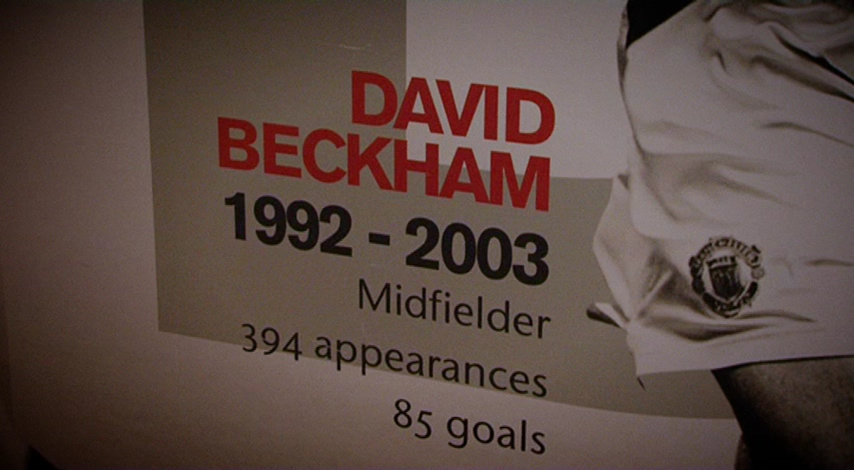 DAVID
BECKHAM
1992 - 2003
Midfielder
394 appearances
85 goals